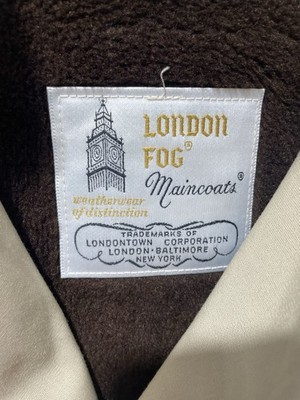 LONDON
FOG®
Maincoats®
weatherwear
of distinction
TRADEMARKS OF
LONDONTOWN CORPORATION
LONDON-BALTIMORE
NEW YORK